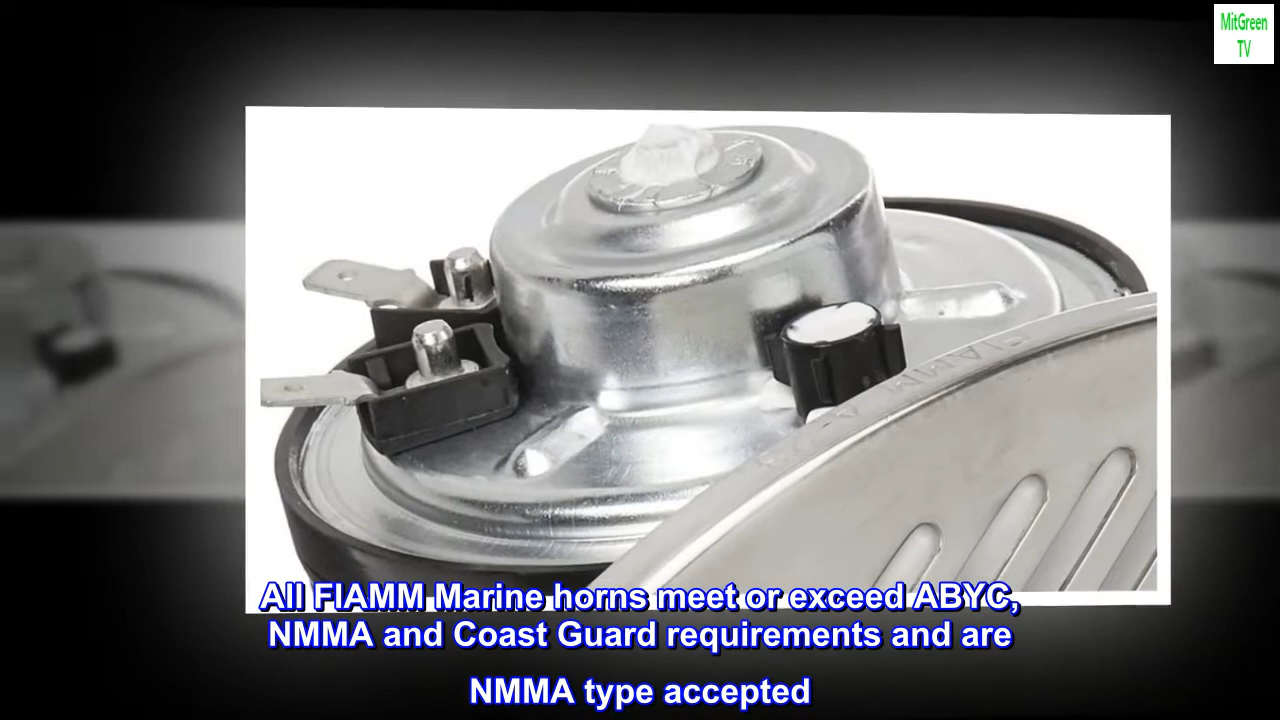 MitGreen
TV
FIAMM
All FIAMM Marine horns meet or exceed ABYC,
NMMA and Coast Guard requirements and are
NMMA type accepted